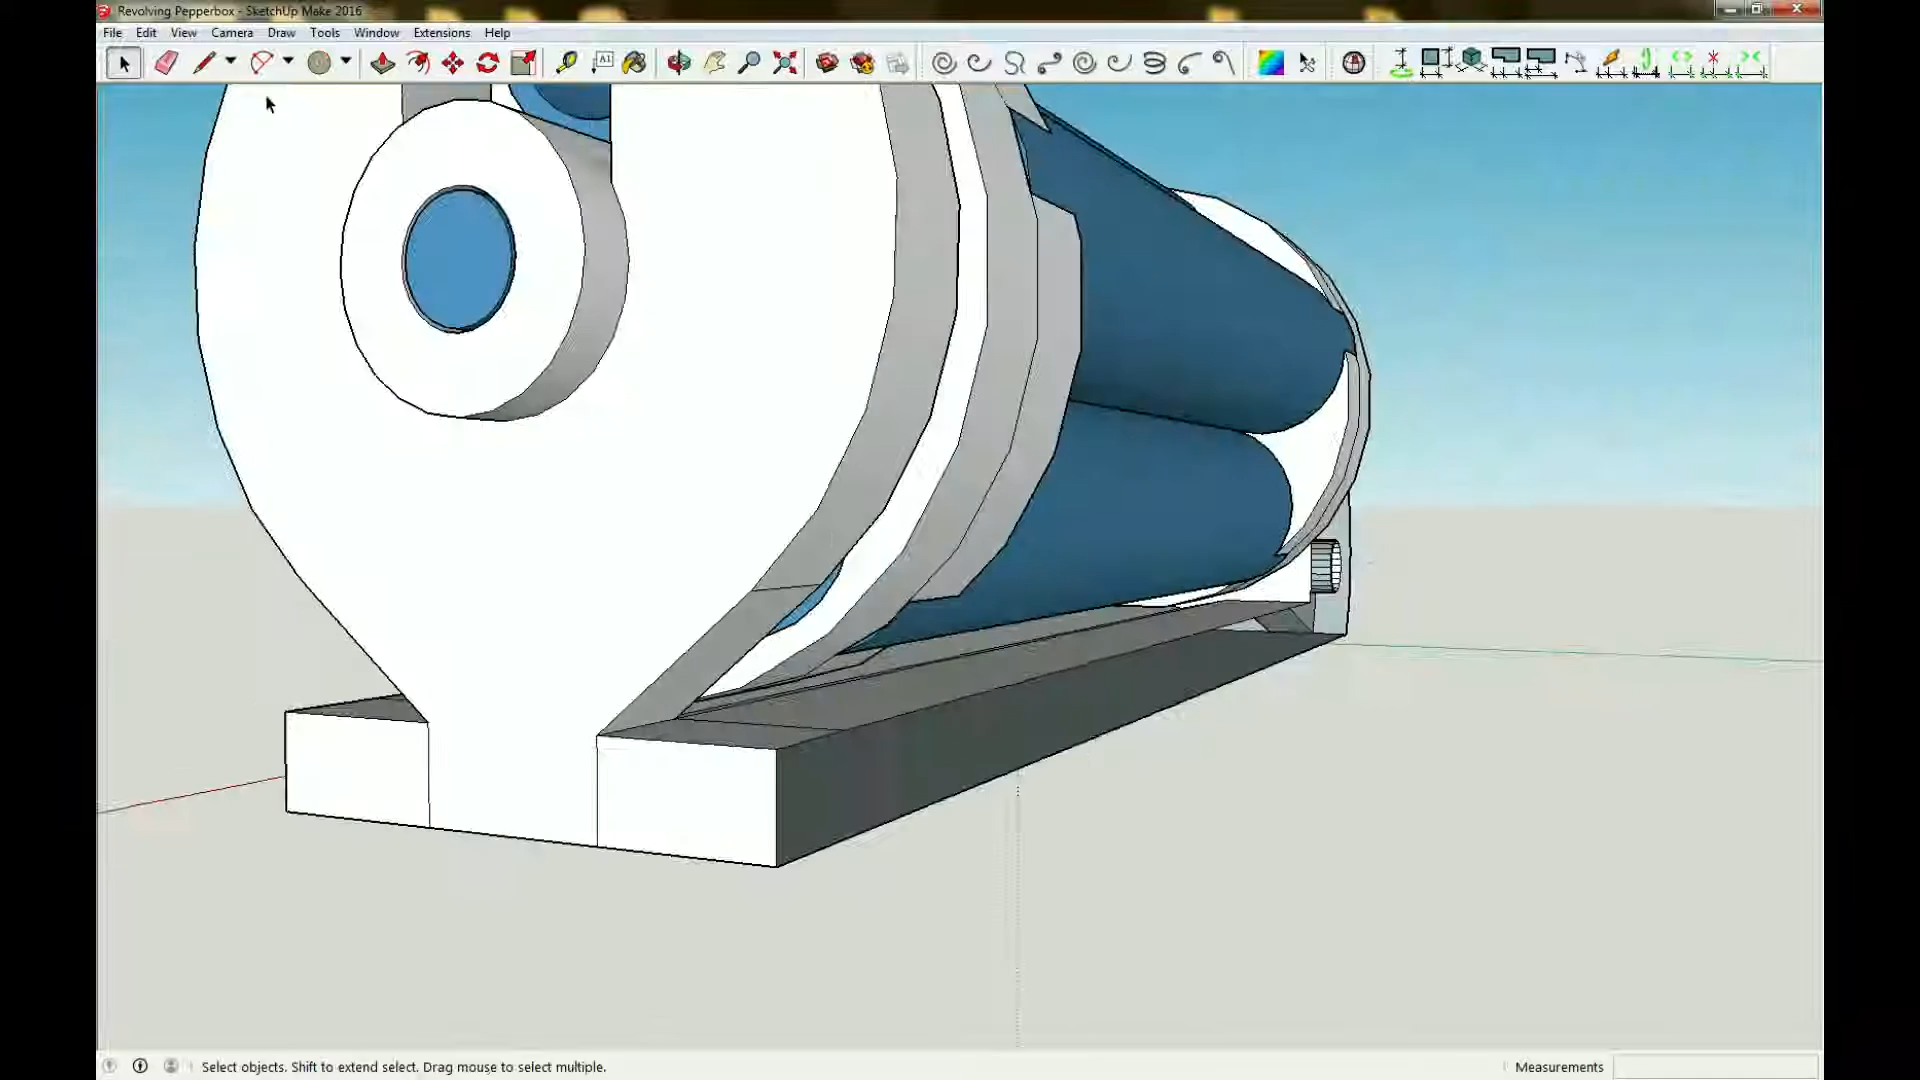 Revolving Pepperbox - SketchUp Make 2016
File Edit View Camera Draw Tools Window Extensions Help
A1
Select objects. Shift to extend select. Drag mouse to select multiple.
Measurements